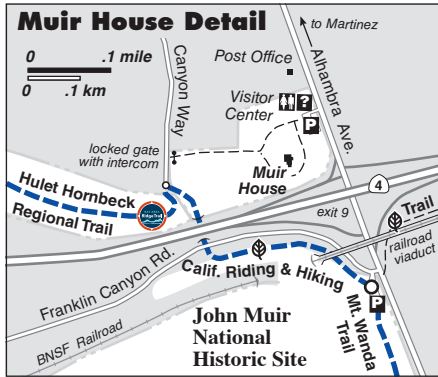 Muir House Detail
to Martinez
0 .1 mile
0 .1 km
Canyon Way
Post Office
Alhambra Ave.
Visitor
Center
?
P
locked gate
with intercom
Muir
House
4
Hulet Hornbeck
Regional Trail
Ridge Trail
exit 9
Trail
railroad
viaduct
Franklin Canyon Rd.
Calif. Riding & Hiking
P
Mt. Wanda
Trail
John Muir
National
Historic Site
BNSF Railroad